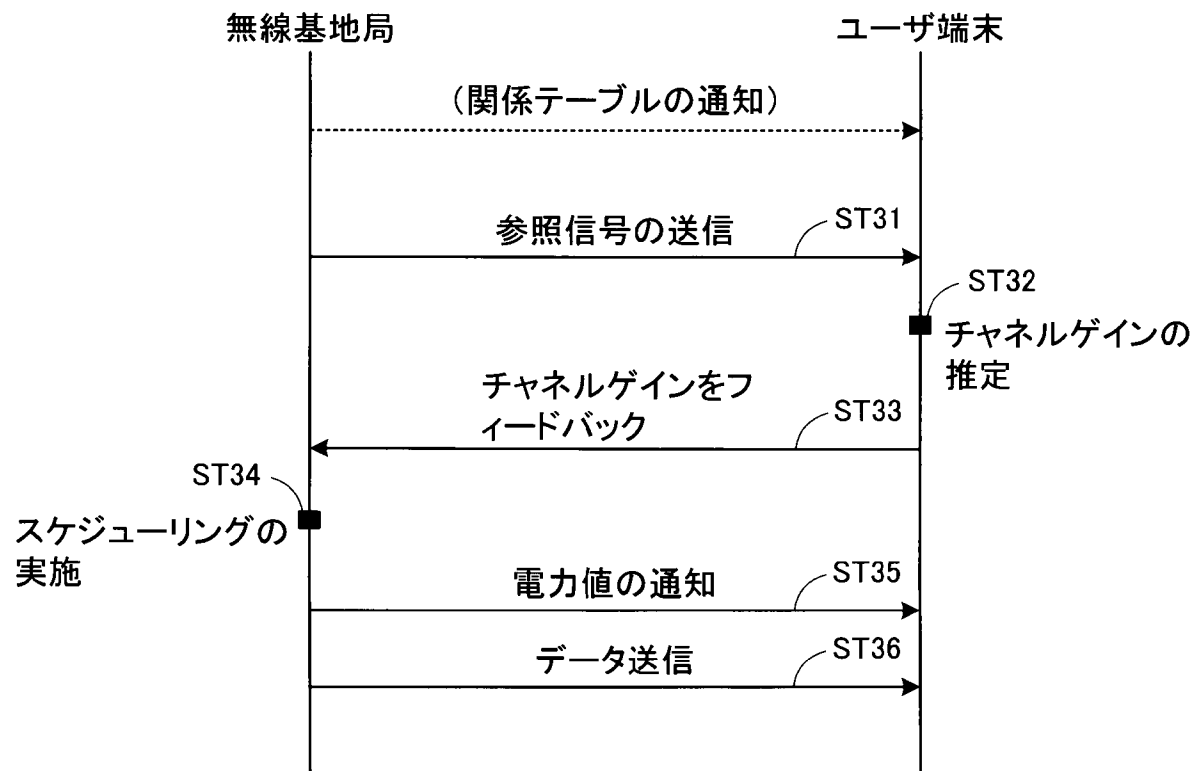 無線基地局
ユーザ端末
（関係テーブルの通知）
参照信号の送信
ST31
ST32
チャネルゲインの
推定
チャネルゲインをフ
ィードバック
ST33
ST34
スケジューリングの
実施
電力値の通知
ST35
データ送信
ST36